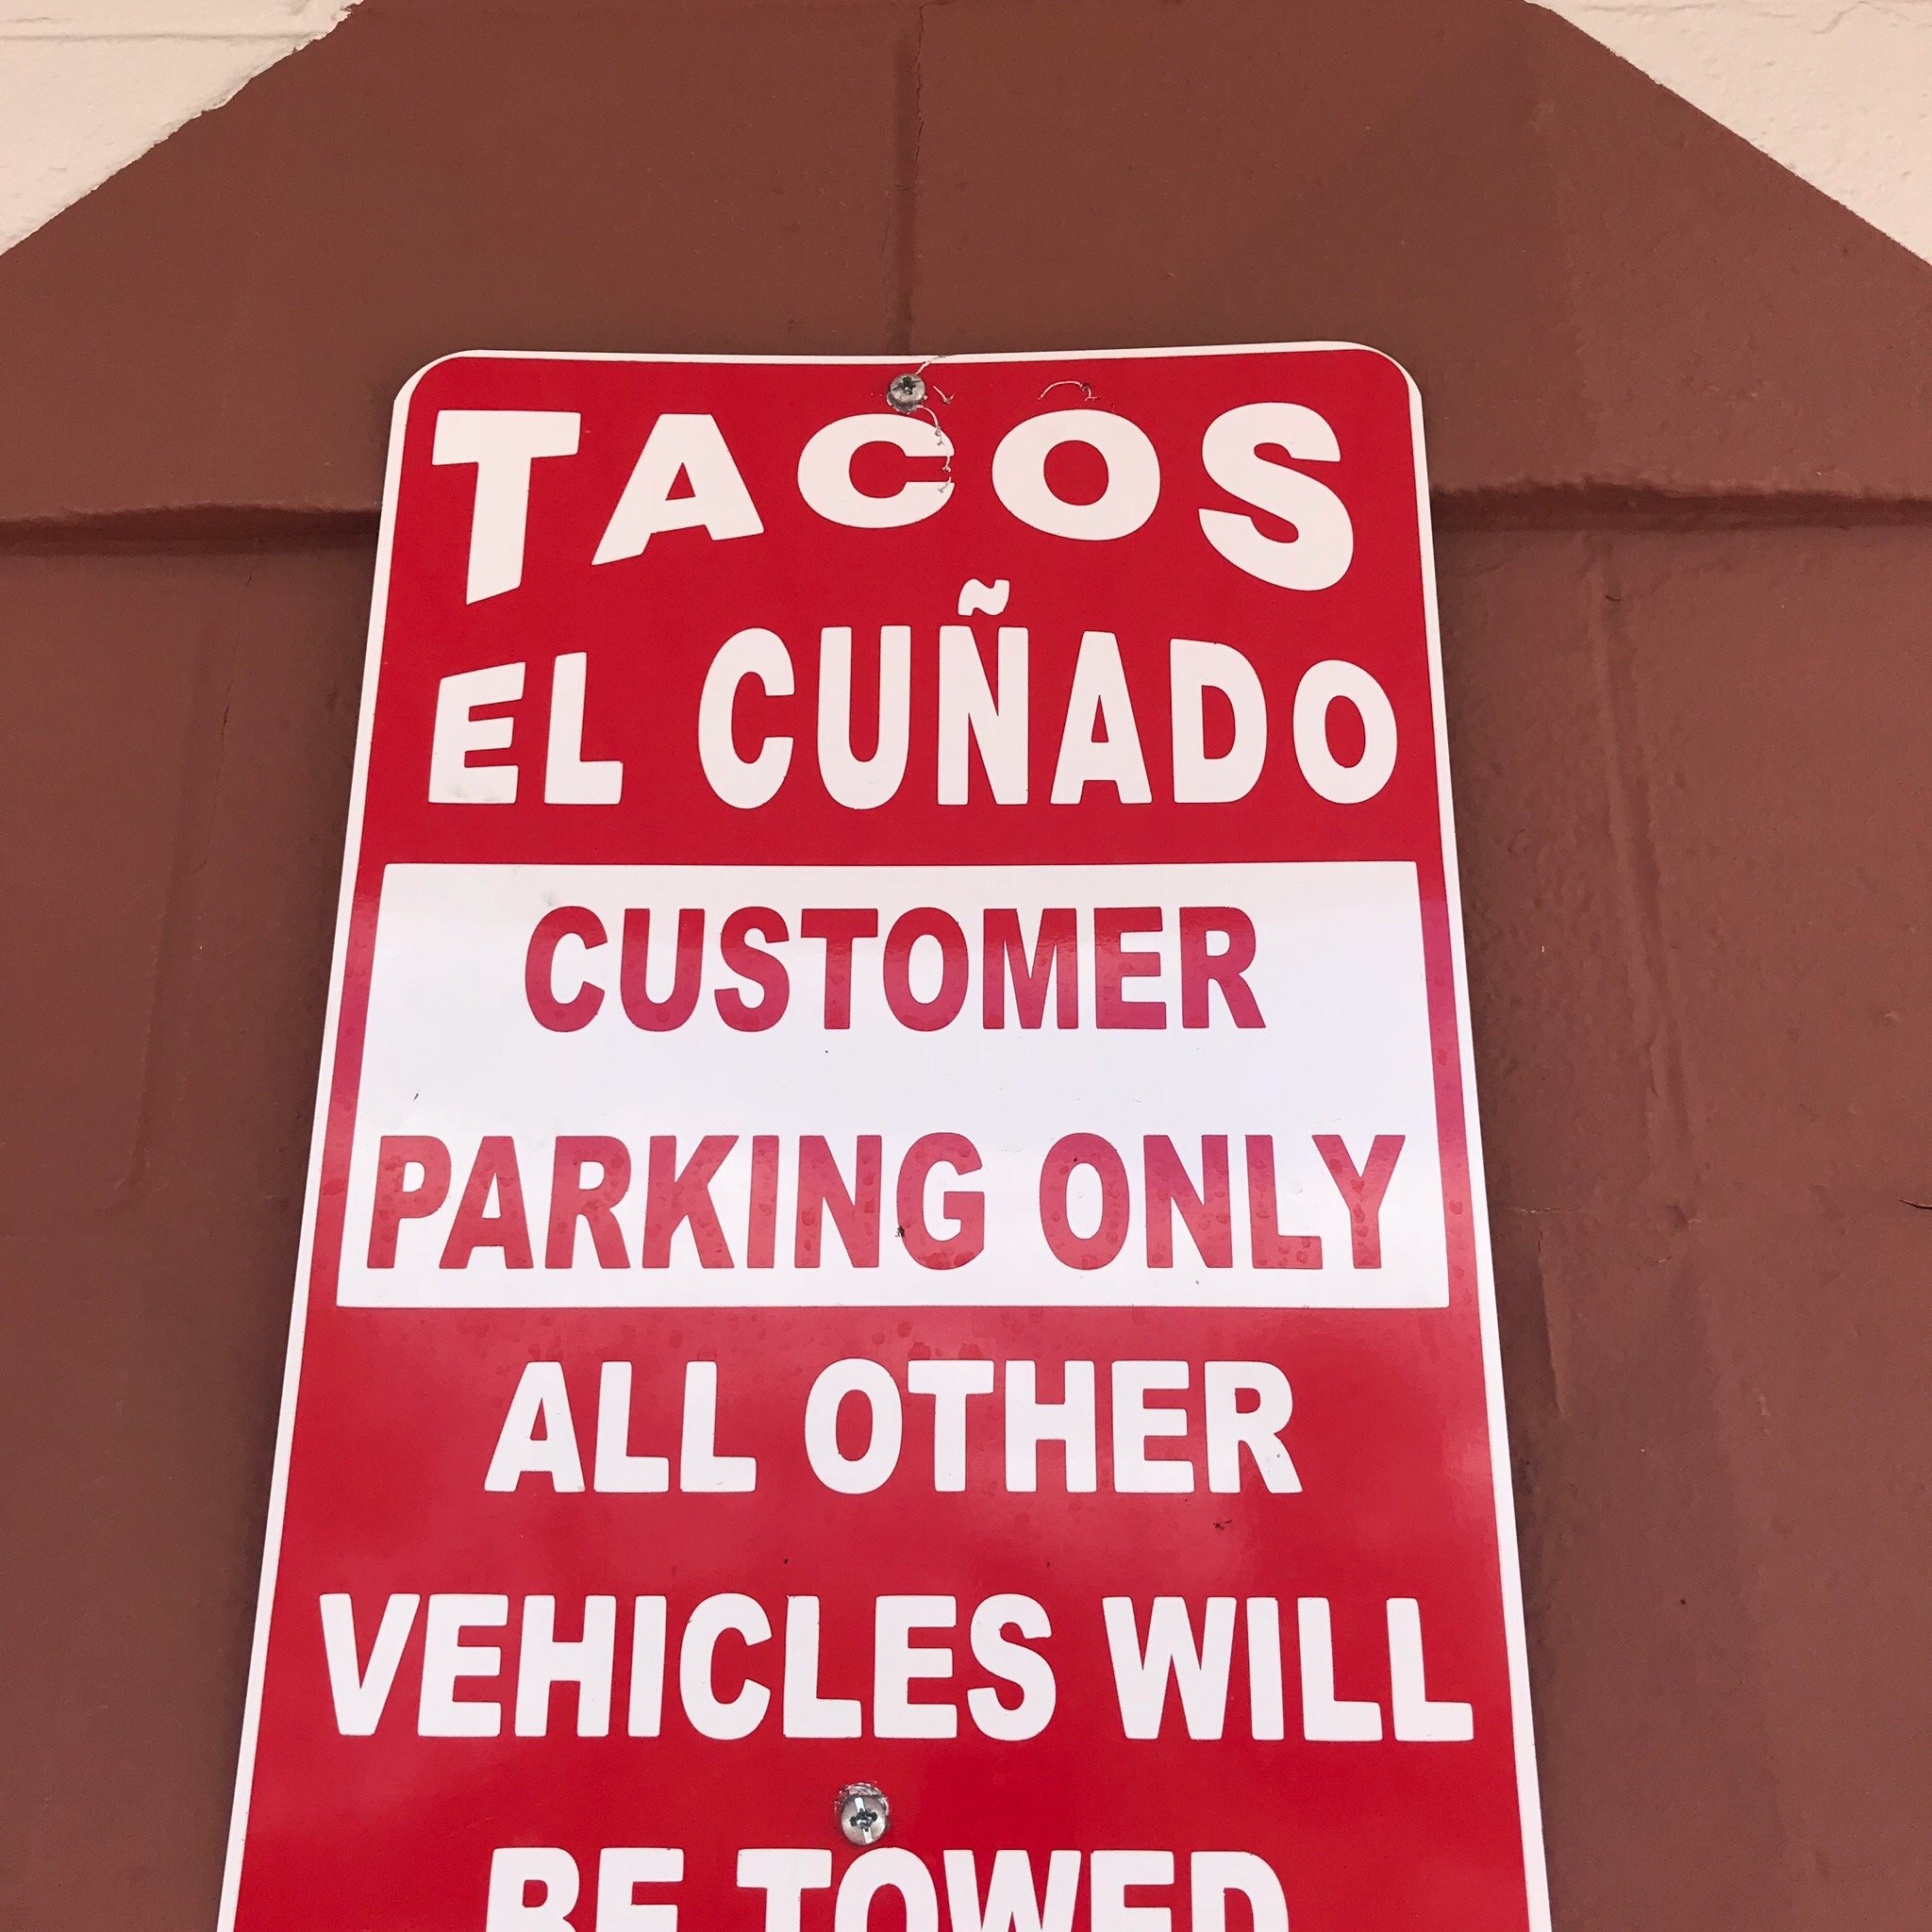 TACOS
EL CUÑADO
CUSTOMER
PARKING ONLY
ALL OTHER
VEHICLES WILL
BE TOWED